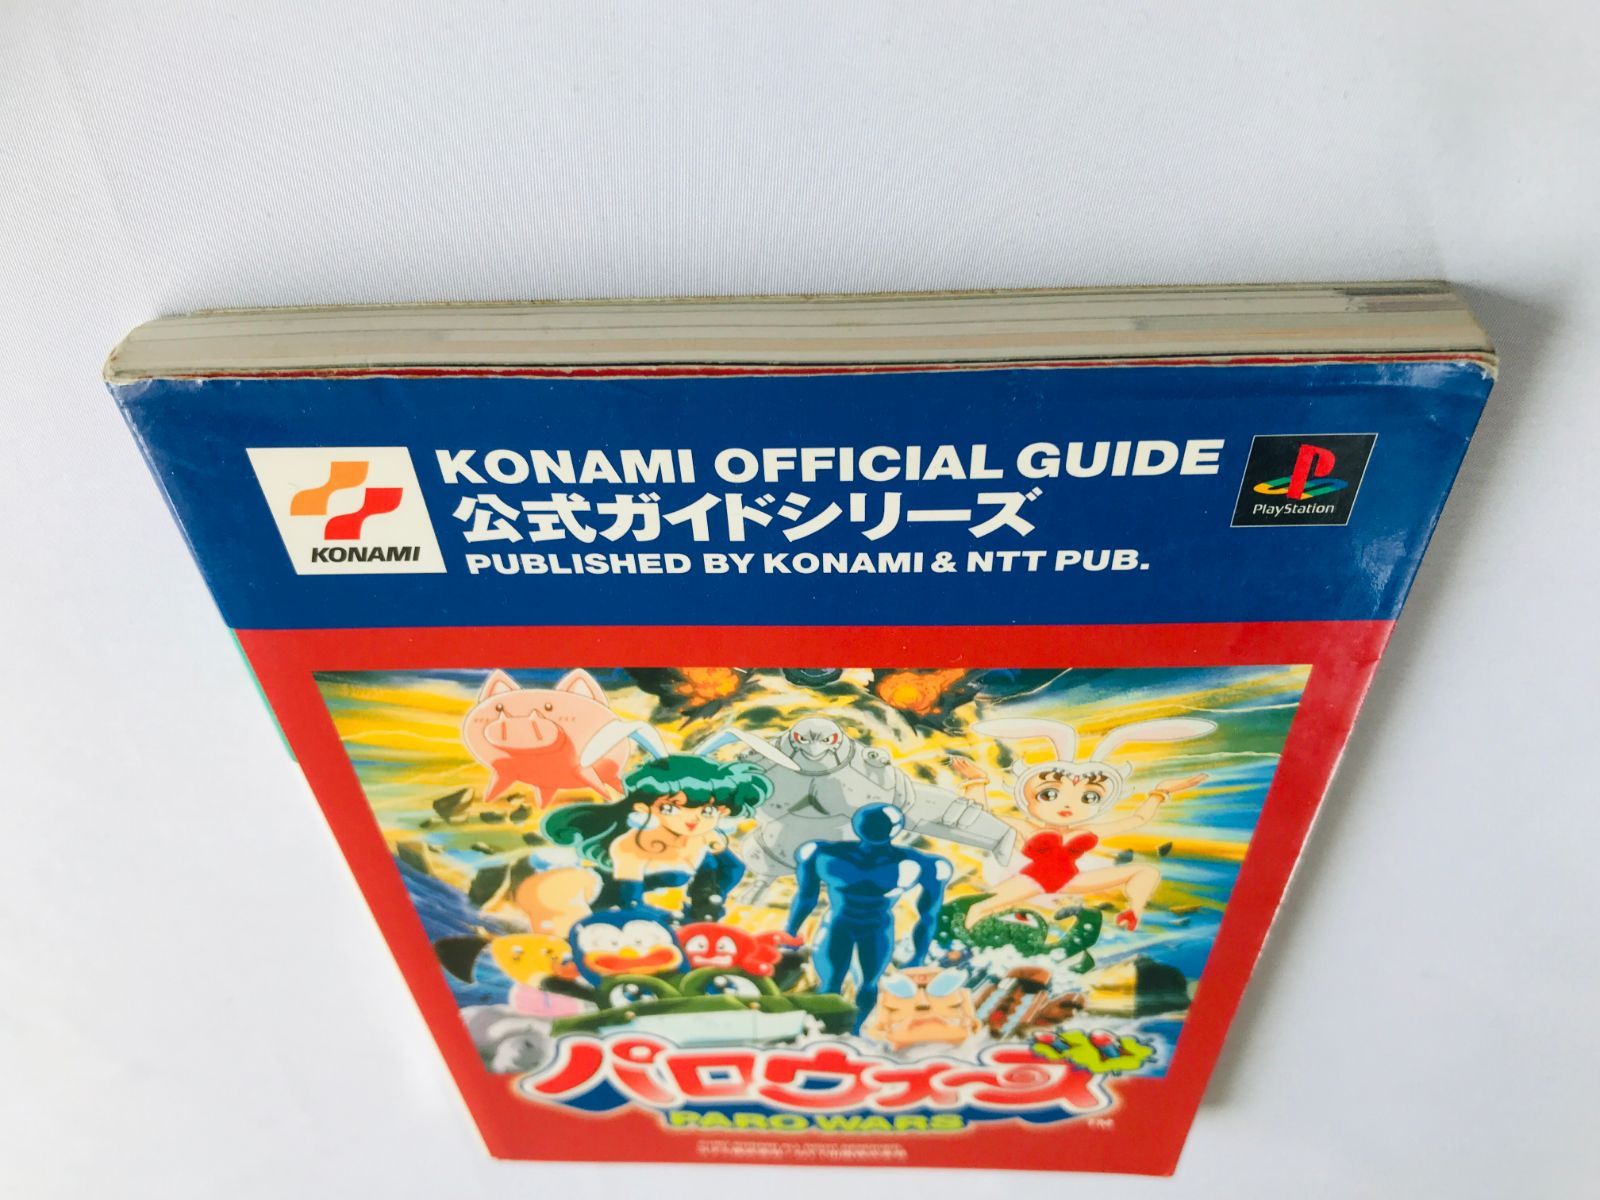 KONAMI OFFICIAL GUIDE
公式ガイドシリーズ
PUBLISHED BY KONAMI & NTT PUB.
KONAMI
PlayStation
パロウォーズ
PARO WARS
TM